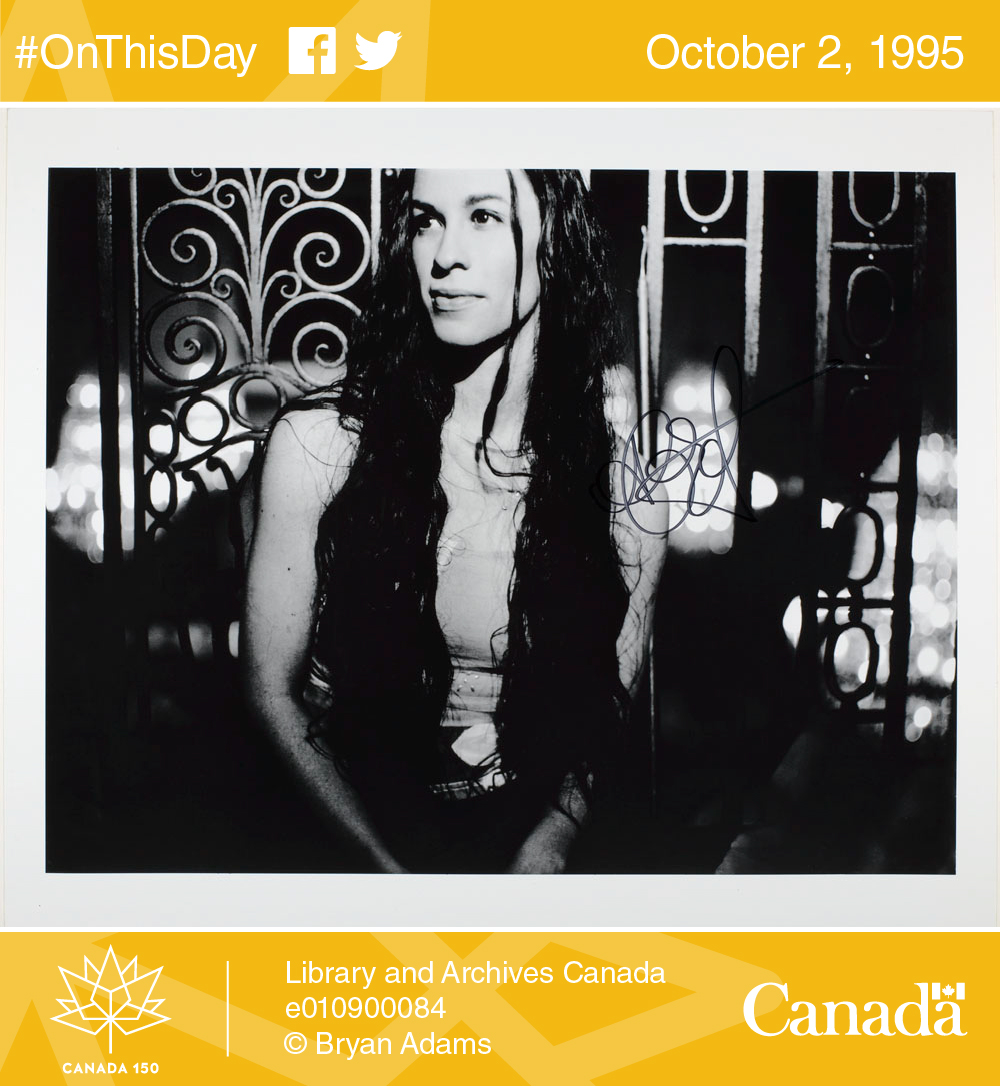 #OnThisDay
October 2, 1995
CANADA 150
Library and Archives Canada
e010900084
© Bryan Adams
Canada